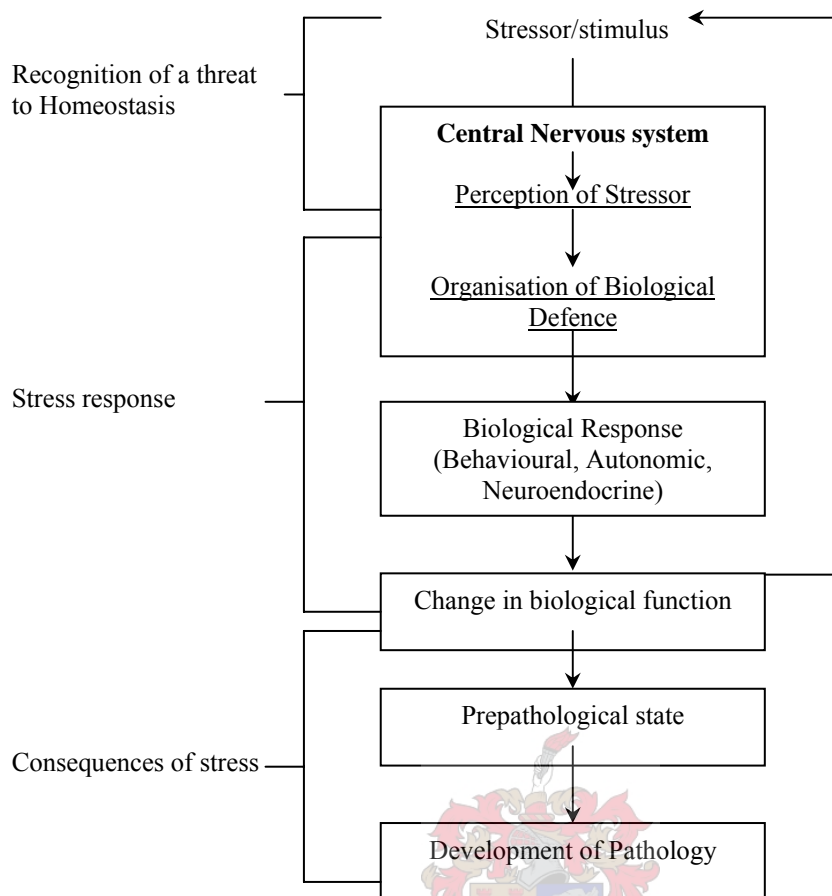 Stressor/stimulus
Recognition of a threat
to Homeostasis
Central Nervous system
Perception of Stressor
Organisation of Biological
Defence
Stress response
Biological Response
(Behavioural, Autonomic,
Neuroendocrine)
Change in biological function
Prepathological state
Consequences of stress
Development of Pathology